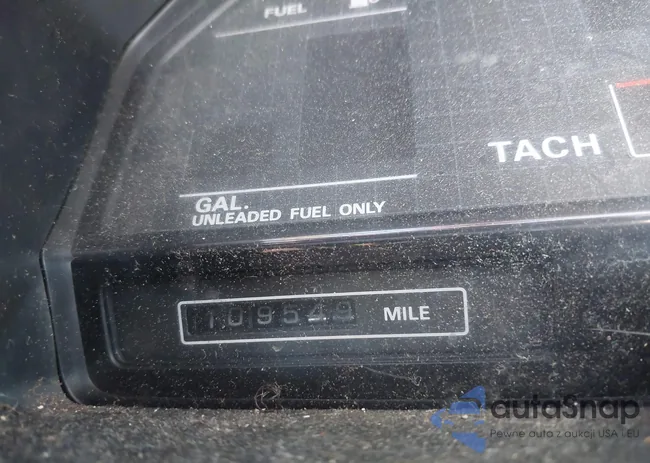 FUEL
TACH
GAL.
UNLEADED FUEL ONLY
109549 MILE
autoSnap
Pewne auta z aukcji USA i EU